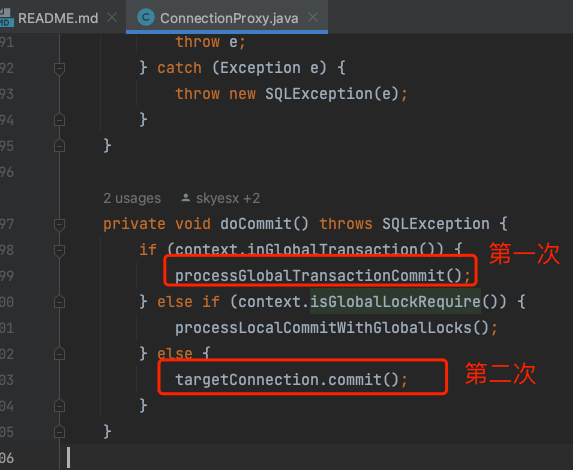 README.md
ConnectionProxy.java
91 throw e;
92 } catch (Exception e) {
93 throw new SQLException(e);
94 }
95 }
96
2 usages skyesx +2
97 private void doCommit() throws SQLException {
98 if (context.inGlobalTransaction()) {
第一次
99 processGlobalTransactionCommit();
00 } else if (context.isGlobalLockRequire()) {
01 processLocalCommitWithGlobalLocks();
02 } else {
03 targetConnection.commit();
第二次
04 }
05 }
06